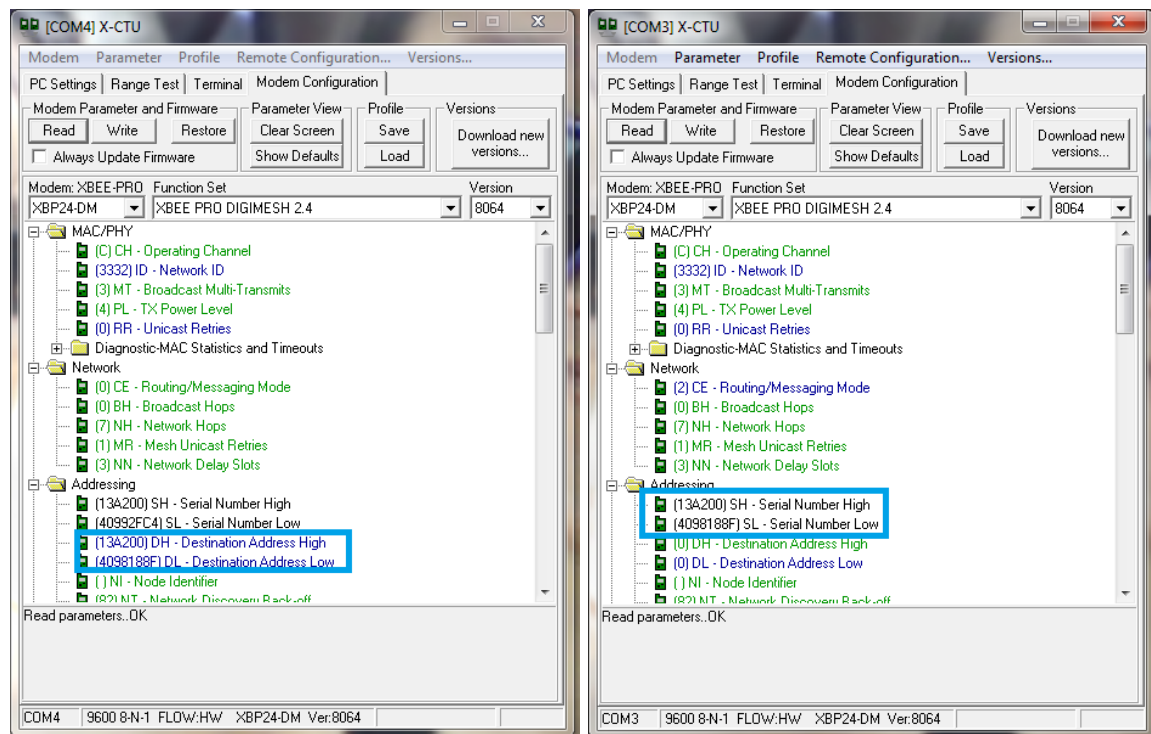 [COM4] X-CTU
Modem Parameter Profile Remote Configuration... Versions...
PC Settings Range Test Terminal Modem Configuration
Modem Parameter and Firmware Parameter View Profile Versions
Read Write Restore Clear Screen Save Download new versions...
Always Update Firmware Show Defaults Load
Modem: XBEE-PRO Function Set Version
XBP24-DM XBEE PRO DIGIMESH 2.4 8064
MAC/PHY
(C) CH - Operating Channel
(3332) ID - Network ID
(3) MT - Broadcast Multi-Transmits
(4) PL - TX Power Level
(0) RR - Unicast Retries
Diagnostic-MAC Statistics and Timeouts
Network
(0) CE - Routing/Messaging Mode
(0) BH - Broadcast Hops
(7) NH - Network Hops
(1) MR - Mesh Unicast Retries
(3) NN - Network Delay Slots
Addressing
(13A200) SH - Serial Number High
(40992FC4) SL - Serial Number Low
(13A200) DH - Destination Address High
(4098188F) DL - Destination Address Low
( ) NI - Node Identifier
(82) NT - Network Discovery Back-off
Read parameters..OK
COM4 9600 8-N-1 FLOW:HW XBP24-DM Ver:8064
[COM3] X-CTU
Modem Parameter Profile Remote Configuration... Versions...
PC Settings Range Test Terminal Modem Configuration
Modem Parameter and Firmware Parameter View Profile Versions
Read Write Restore Clear Screen Save Download new versions...
Always Update Firmware Show Defaults Load
Modem: XBEE-PRO Function Set Version
XBP24-DM XBEE PRO DIGIMESH 2.4 8064
MAC/PHY
(C) CH - Operating Channel
(3332) ID - Network ID
(3) MT - Broadcast Multi-Transmits
(4) PL - TX Power Level
(0) RR - Unicast Retries
Diagnostic-MAC Statistics and Timeouts
Network
(2) CE - Routing/Messaging Mode
(0) BH - Broadcast Hops
(7) NH - Network Hops
(1) MR - Mesh Unicast Retries
(3) NN - Network Delay Slots
Addressing
(13A200) SH - Serial Number High
(4098188F) SL - Serial Number Low
(0) DH - Destination Address High
(0) DL - Destination Address Low
( ) NI - Node Identifier
(82) NT - Network Discovery Back-off
Read parameters..OK
COM3 9600 8-N-1 FLOW:HW XBP24-DM Ver:8064